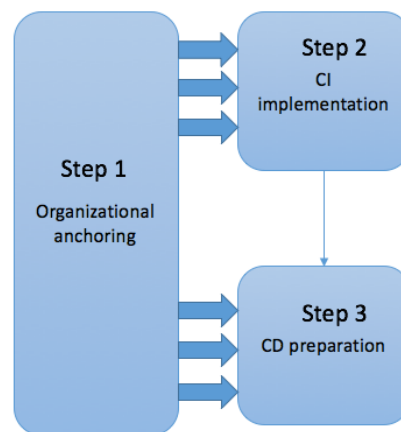 Step 1
Organizational
anchoring
Step 2
CI
implementation
Step 3
CD preparation